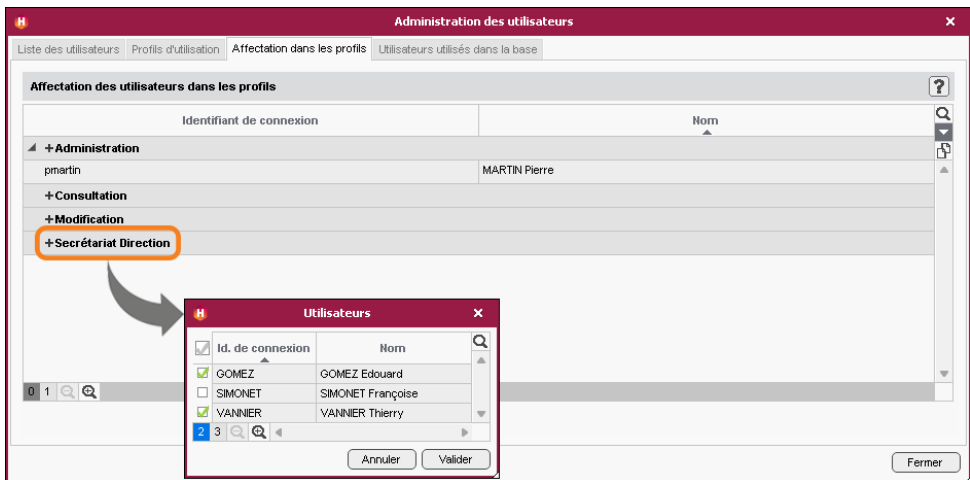 Administration des utilisateurs
Liste des utilisateurs Profils d'utilisation Affectation dans les profils Utilisateurs utilisés dans la base
Affectation des utilisateurs dans les profils ?
Identifiant de connexion Nom
+Administration
pmartin MARTIN Pierre
+Consultation
+Modification
+Secrétariat Direction
H Utilisateurs
Id. de connexion Nom
GOMEZ GOMEZ Edouard
SIMONET SIMONET Françoise
VANNIER VANNIER Thierry
0 1
2 3
Annuler Valider
Fermer